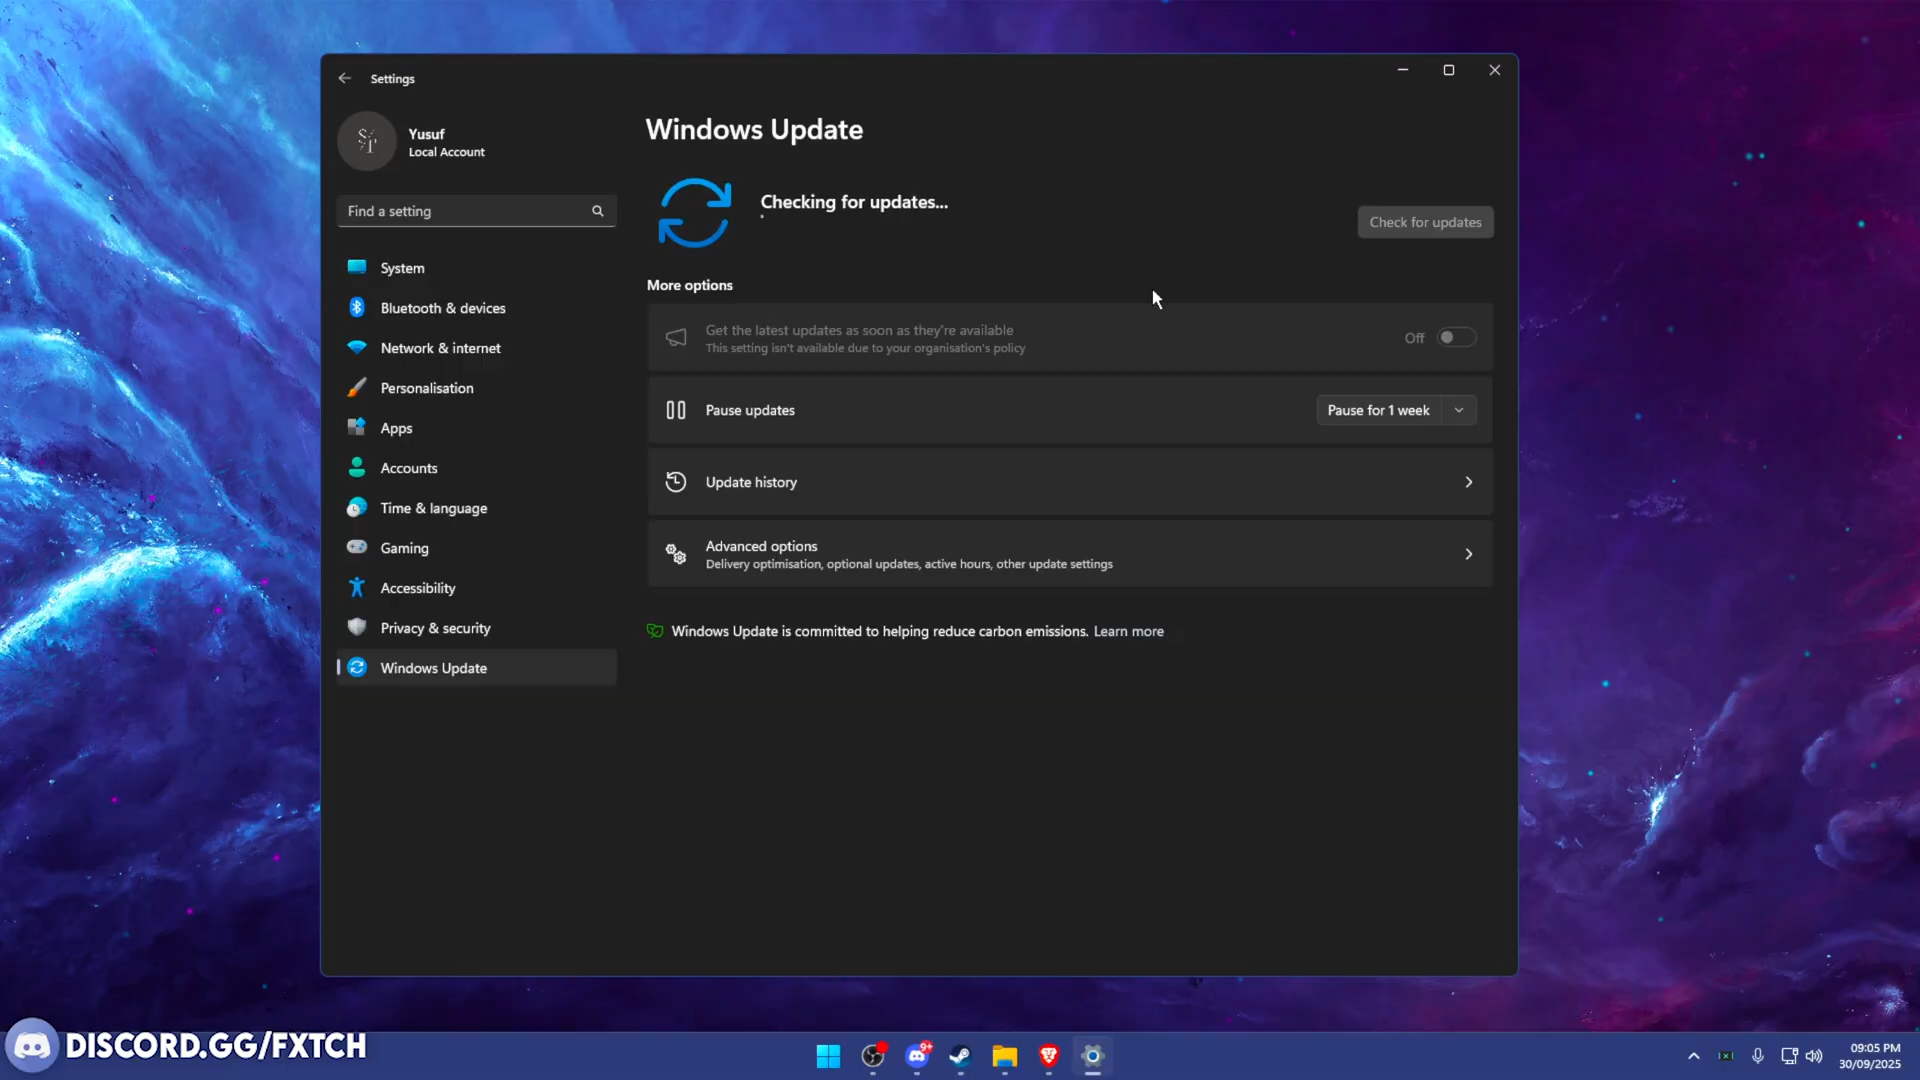 Settings
Yusuf
Local Account
Find a setting
System
Bluetooth & devices
Network & internet
Personalisation
Apps
Accounts
Time & language
Gaming
Accessibility
Privacy & security
Windows Update
Windows Update
Checking for updates...
Check for updates
More options
Get the latest updates as soon as they're available
This setting isn't available due to your organisation's policy
Off
Pause updates
Pause for 1 week
Update history
Advanced options
Delivery optimisation, optional updates, active hours, other update settings
Windows Update is committed to helping reduce carbon emissions. Learn more
DISCORD.GG/FXTCH
9+
09:05 PM
30/09/2025